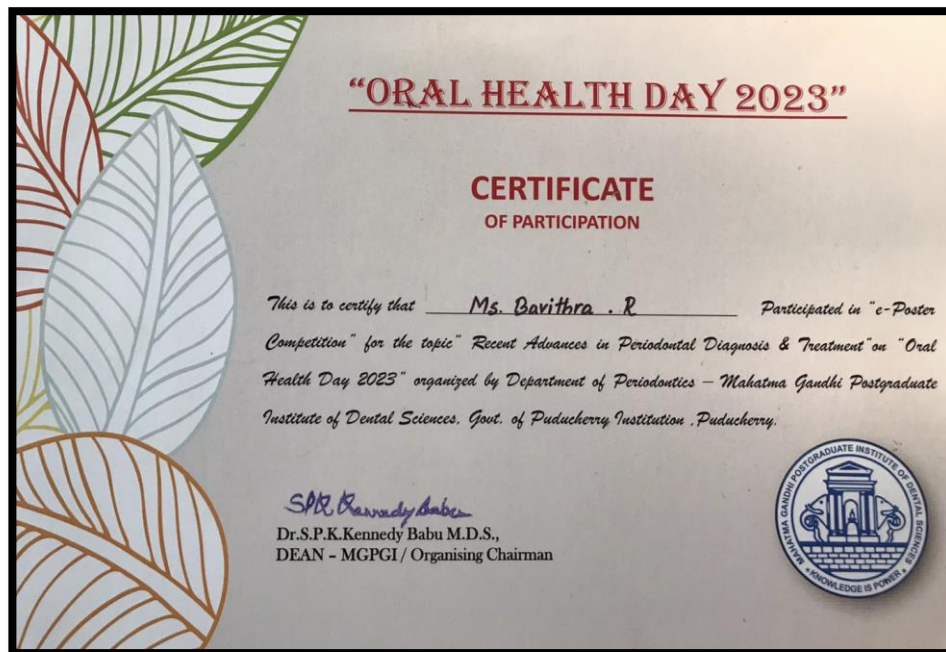 “ORAL HEALTH DAY 2023”
CERTIFICATE
OF PARTICIPATION
This is to certify that Ms. Bavithra . R Participated in “e-Poster
Competition” for the topic” Recent Advances in Periodontal Diagnosis & Treatment”on “Oral
Health Day 2023” organized by Department of Periodontics – Mahatma Gandhi Postgraduate
Institute of Dental Sciences, Govt. of Puducherry Institution ,Puducherry.
SPK Kennedy Babu
Dr.S.P.K.Kennedy Babu M.D.S.,
DEAN – MGPGI / Organising Chairman
MAHATMA GANDHI POSTGRADUATE INSTITUTE OF DENTAL SCIENCES
KNOWLEDGE IS POWER